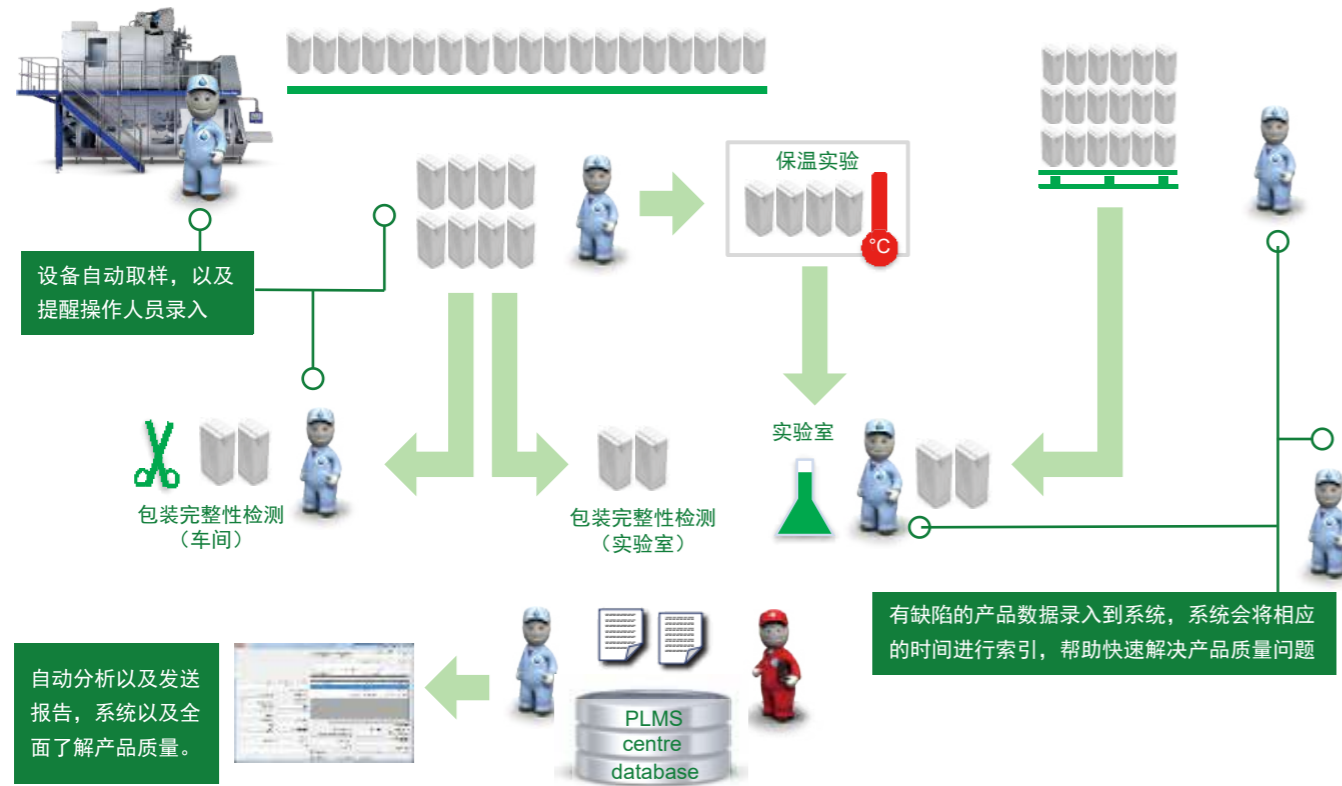 保温实验
°C
设备自动取样，以及
提醒操作人员录入
实验室
包装完整性检测
（车间）
包装完整性检测
（实验室）
有缺陷的产品数据录入到系统，系统会将相应
的时间进行索引，帮助快速解决产品质量问题
自动分析以及发送
报告，系统以及全
面了解产品质量。
PLMS
centre
database